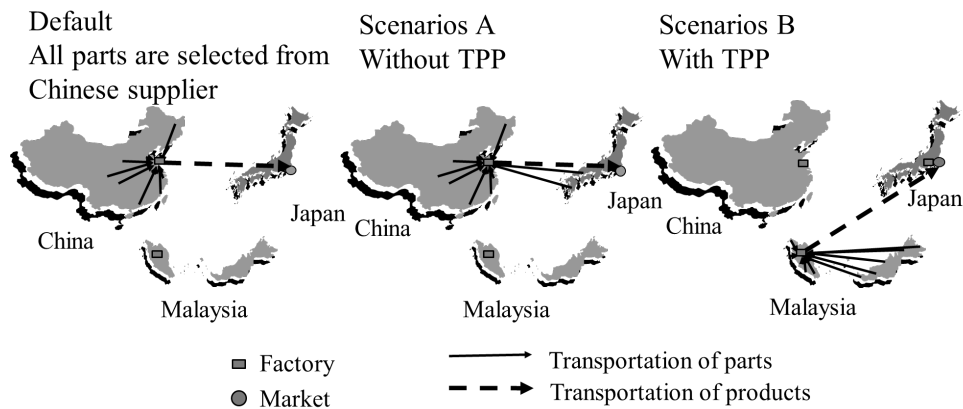 Default
All parts are selected from
Chinese supplier
Scenarios A
Without TPP
Scenarios B
With TPP
China
Japan
Malaysia
China
Japan
Malaysia
China
Japan
Malaysia
Factory
Market
Transportation of parts
Transportation of products